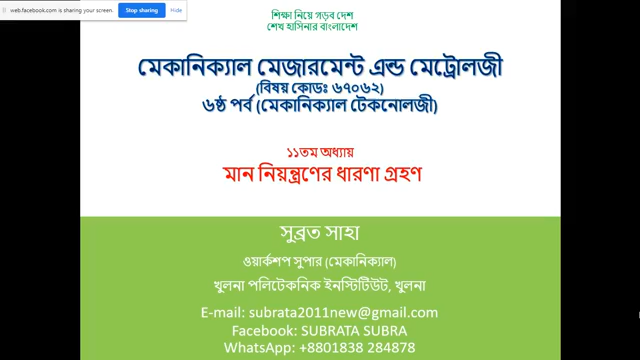 web.facebook.com is sharing your screen. Stop sharing Hide
শিক্ষা নিয়ে গড়ব দেশ
শেখ হাসিনার বাংলাদেশ
মেকানিক্যাল মেজারমেন্ট এন্ড মেট্রোলজী
(বিষয় কোডঃ ৬৭০৬২)
৬ষ্ঠ পর্ব (মেকানিক্যাল টেকনোলজী)
১১তম অধ্যায়
মান নিয়ন্ত্রণের ধারণা গ্রহণ
সুব্রত সাহা
ওয়ার্কশপ সুপার (মেকানিক্যাল)
খুলনা পলিটেকনিক ইনস্টিটিউট, খুলনা
E-mail: subrata2011new@gmail.com
Facebook: SUBRATA SUBRA
WhatsApp: +8801838 284878